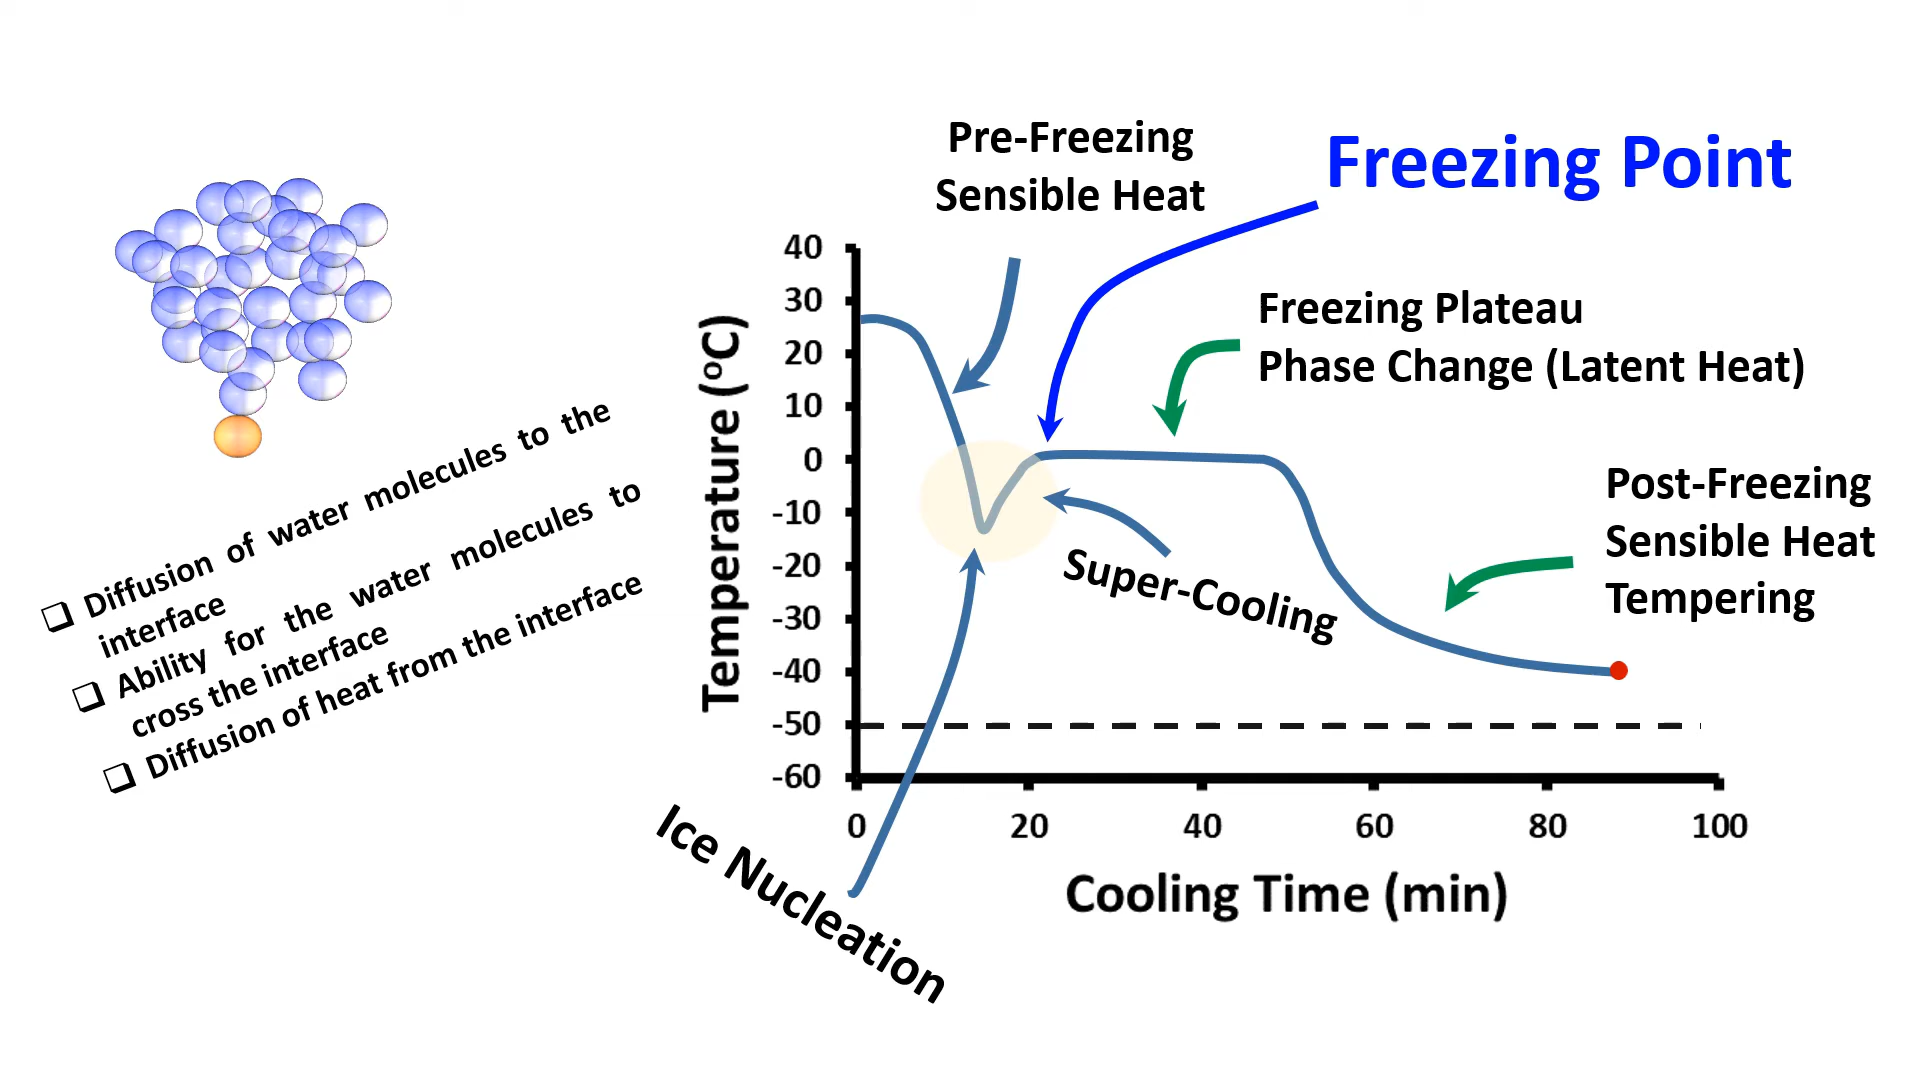 Pre-Freezing
Sensible Heat
Freezing Point
Freezing Plateau
Phase Change (Latent Heat)
Post-Freezing
Sensible Heat
Tempering
Super-Cooling
Ice Nucleation
❑ Diffusion of water molecules to the
interface
❑ Ability for the water molecules to
cross the interface
❑ Diffusion of heat from the interface
Temperature (ºC)
40
30
20
10
0
-10
-20
-30
-40
-50
-60
0 20 40 60 80 100
Cooling Time (min)